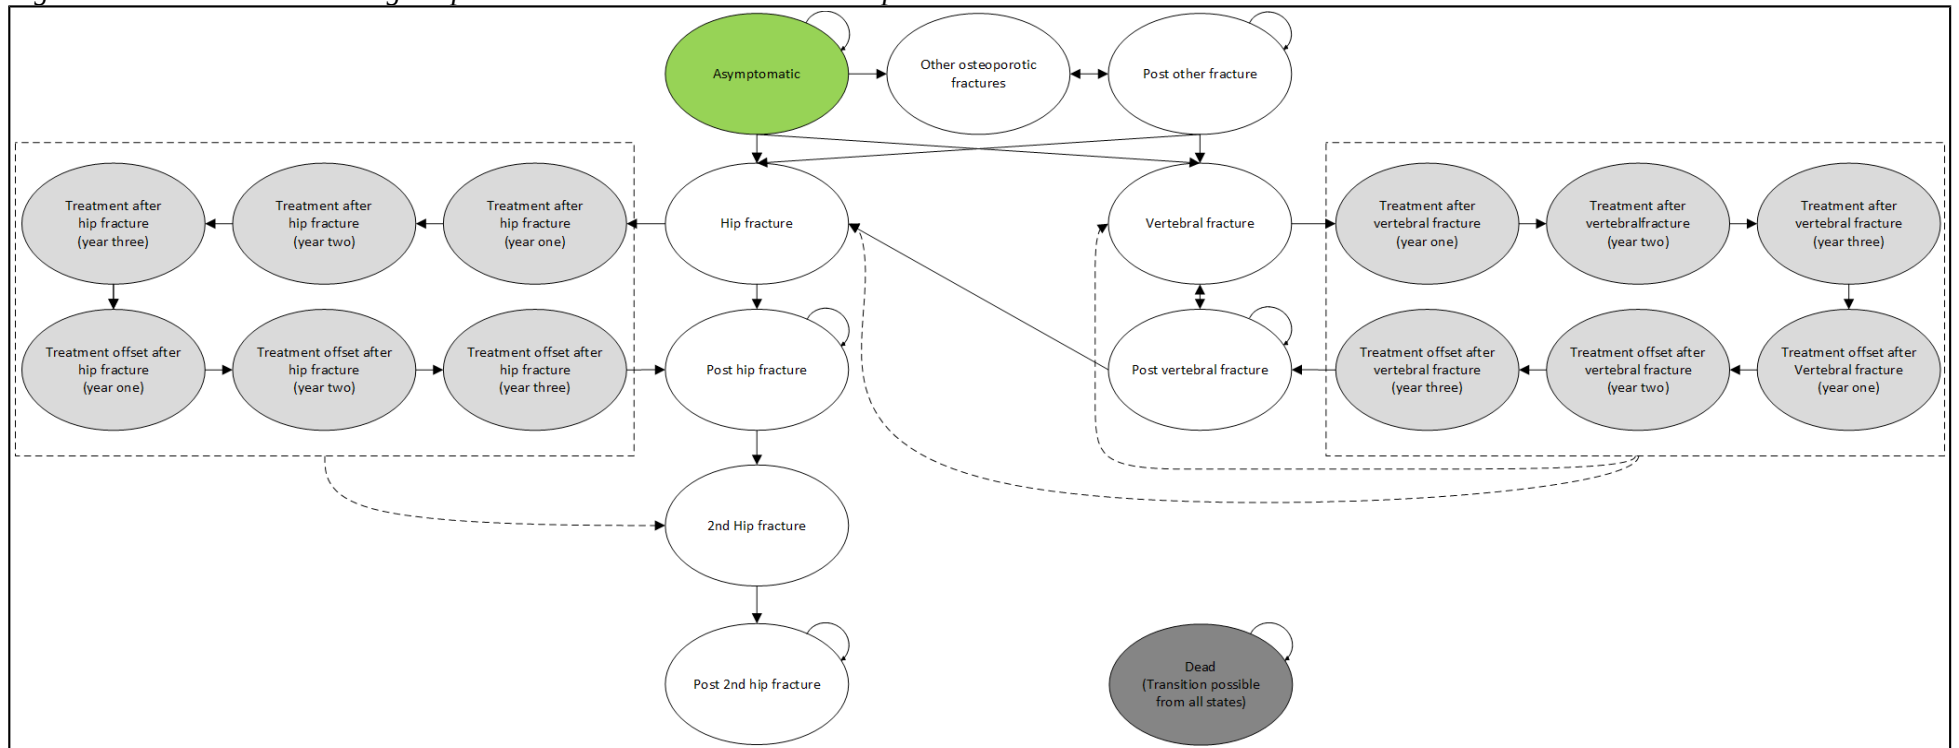 Asymptomatic
Other osteoporotic
fractures
Post other fracture
Treatment after
hip fracture
(year three)
Treatment after
hip fracture
(year two)
Treatment after
hip fracture
(year one)
Hip fracture
Vertebral fracture
Treatment after
vertebral fracture
(year one)
Treatment after
vertebralfracture
(year two)
Treatment after
vertebral fracture
(year three)
Treatment offset after
hip fracture
(year one)
Treatment offset after
hip fracture
(year two)
Treatment offset after
hip fracture
(year three)
Post hip fracture
Post vertebral fracture
Treatment offset after
vertebral fracture
(year three)
Treatment offset after
vertebral fracture
(year two)
Treatment offset after
Vertebral fracture
(year one)
2nd Hip fracture
Post 2nd hip fracture
Dead
(Transition possible
from all states)